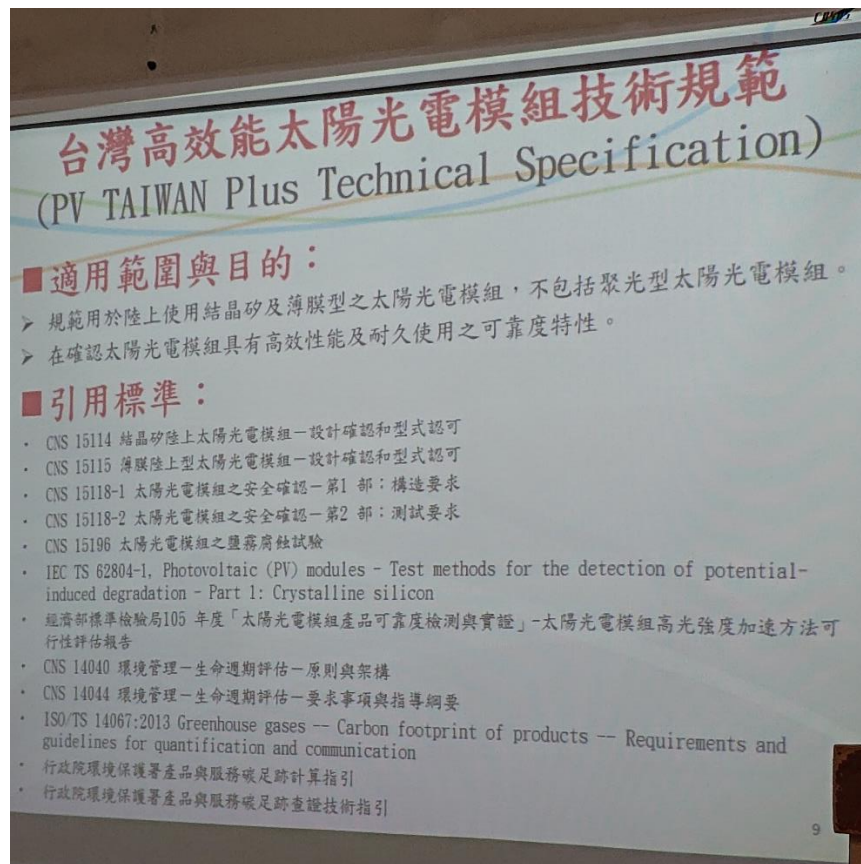 台灣高效能太陽光電模組技術規範
(PV TAIWAN Plus Technical Specification)
■適用範圍與目的：
➢ 規範用於陸上使用結晶矽及薄膜型之太陽光電模組，不包括聚光型太陽光電模組。
➢ 在確認太陽光電模組具有高效性能及耐久使用之可靠度特性。
■引用標準：
• CNS 15114 結晶矽陸上太陽光電模組－設計確認和型式認可
• CNS 15115 薄膜陸上型太陽光電模組－設計確認和型式認可
• CNS 15118-1 太陽光電模組之安全確認－第1 部：構造要求
• CNS 15118-2 太陽光電模組之安全確認－第2 部：測試要求
• CNS 15196 太陽光電模組之鹽霧腐蝕試驗
• IEC TS 62804-1, Photovoltaic (PV) modules - Test methods for the detection of potential-
induced degradation - Part 1: Crystalline silicon
• 經濟部標準檢驗局105 年度「太陽光電模組產品可靠度檢測與實證」-太陽光電模組高光強度加速方法可
行性評估報告
• CNS 14040 環境管理－生命週期評估－原則與架構
• CNS 14044 環境管理－生命週期評估－要求事項與指導綱要
• ISO/TS 14067:2013 Greenhouse gases -- Carbon footprint of products -- Requirements and
guidelines for quantification and communication
• 行政院環境保護署產品與服務碳足跡計算指引
• 行政院環境保護署產品與服務碳足跡查證技術指引
9